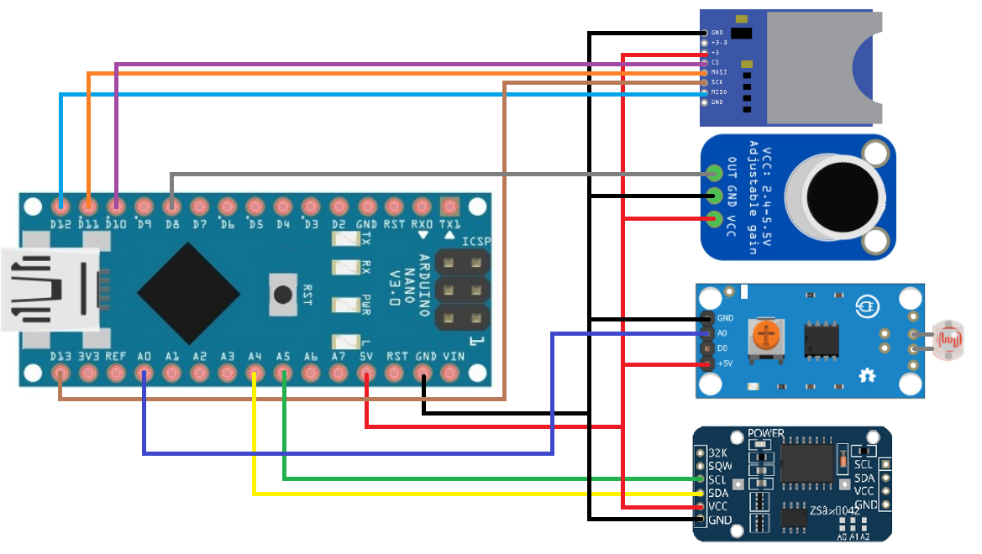 GND
+3.3
+5
CS
MOSI
SCK
MISO
GND
VCC: 2.4-5.5V
Adjustable gain
OUT GND VCC
D12 D11 D10 D9 D8 D7 D6 D5 D4 D3 D2 GND RST RX0 TX1
TX
RX
PWR
L
RST
ICSP
ARDUINO
NANO
V3.0
1
D13 3V3 REF A0 A1 A2 A3 A4 A5 A6 A7 5V RST GND VIN
GND
A0
D0
+5V
POWER
32K
SQW
SCL
SDA
VCC
GND
SCL
SDA
VCC
GND
A0 A1 A2